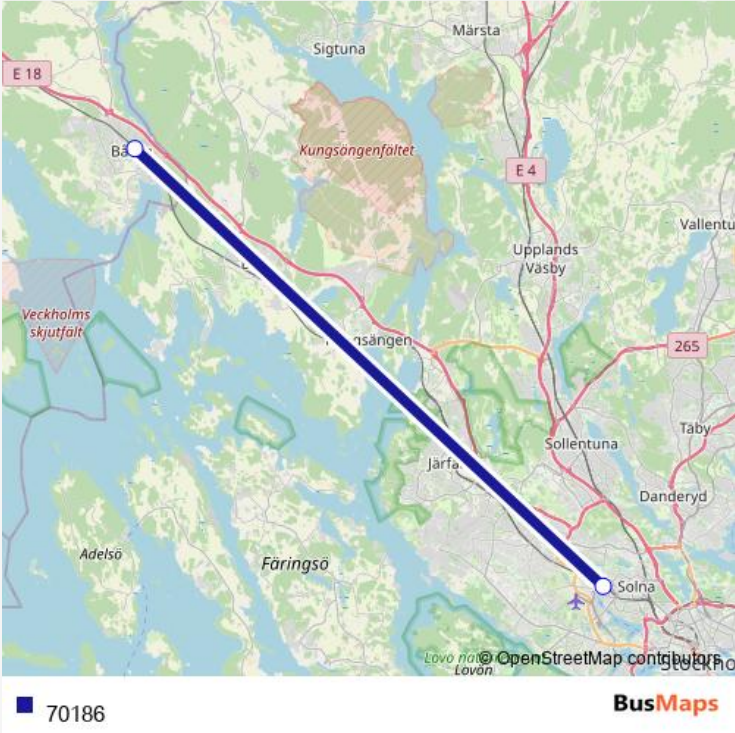 Märsta
Sigtuna
E 18
Kungsängenfältet
E 4
Vallentu
Upplands
Väsby
Veckholms
skjutfält
265
Täby
Sollentuna
Danderyd
Adelsö
Färingsö
Solna
© OpenStreetMap contributors
Lovön
70186
BusMaps